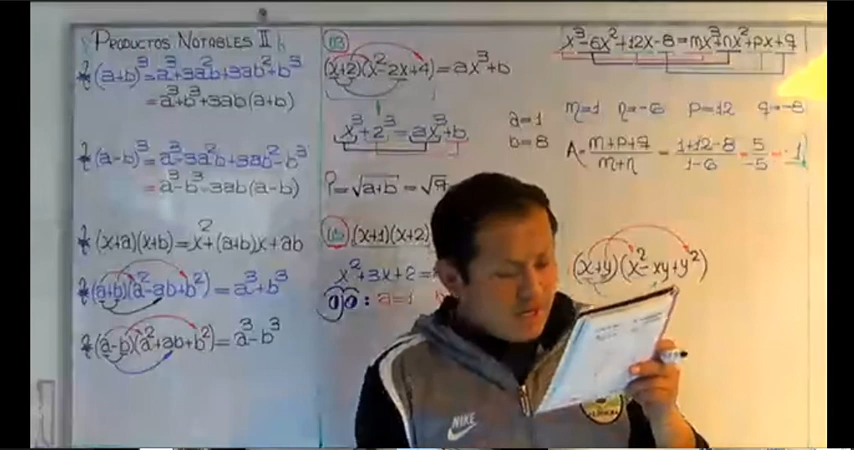 PRODUCTOS NOTABLES II
(a+b)³=a³+3a²b+3ab²+b³
=a³+b³+3ab(a+b)
(a-b)³=a³-3a²b+3ab²-b³
=a³-b³-3ab(a-b)
(x+a)(x+b)=x²+(a+b)x+ab
(a+b)(a²-ab+b²)=a³+b³
(a-b)(a²+ab+b²)=a³-b³
03
(x+2)(x²-2x+4)=ax³+b
x³+2³=ax³+b
a=1
b=8
P=√a+b=√9
(x+1)(x+2)
x²+3x+2=
a=1
x³-6x²+12x-8=mx³+nx²+px+q
m=1 n=-6 p=12 q=-8
A=m+p+q/m+n=1+12-8/1-6=5/-5=-1
(x+y)(x²-xy+y²)
NIKE